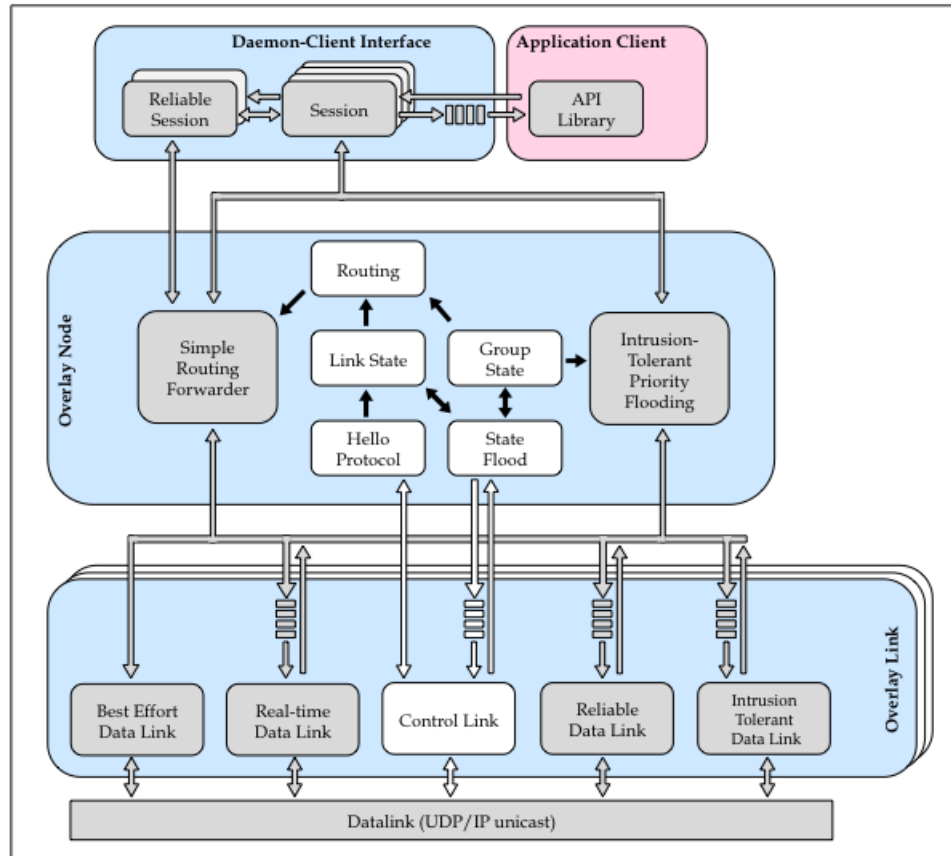 Daemon-Client Interface
Application Client
Reliable
Session
Session
API
Library
Overlay Node
Routing
Simple
Routing
Forwarder
Link State
Group
State
Intrusion-
Tolerant
Priority
Flooding
Hello
Protocol
State
Flood
Overlay Link
Best Effort
Data Link
Real-time
Data Link
Control Link
Reliable
Data Link
Intrusion
Tolerant
Data Link
Datalink (UDP/IP unicast)